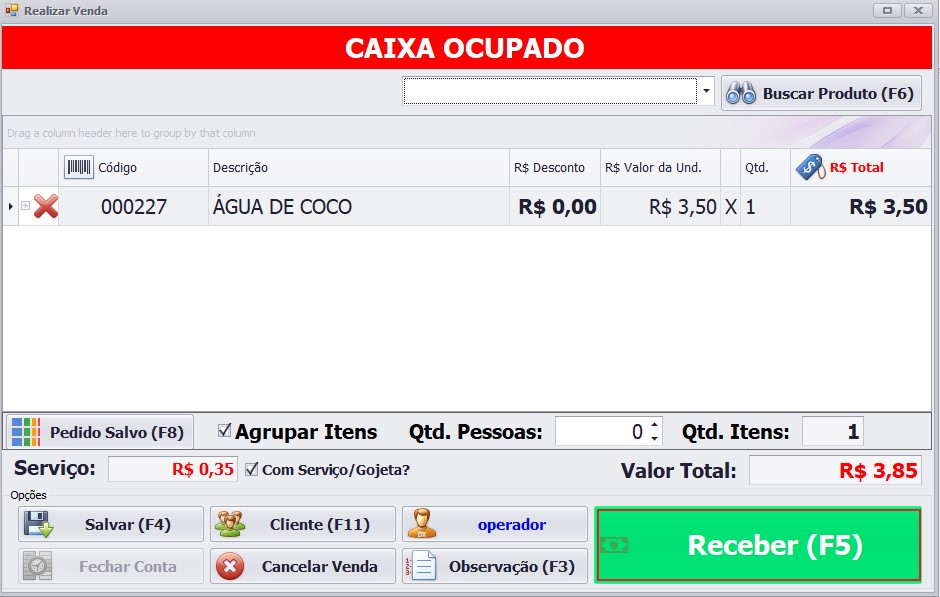 Realizar Venda
CAIXA OCUPADO
Buscar Produto (F6)
Drag a column header here to group by that column
Código Descrição R$ Desconto R$ Valor da Und. Qtd. R$ Total
000227 ÁGUA DE COCO R$ 0,00 R$ 3,50 X 1 R$ 3,50
Pedido Salvo (F8) Agrupar Itens Qtd. Pessoas: 0 Qtd. Itens: 1
Serviço: R$ 0,35 Com Serviço/Gojeta? Valor Total: R$ 3,85
Opções
Salvar (F4) Cliente (F11) operador
Receber (F5)
Fechar Conta Cancelar Venda Observação (F3)